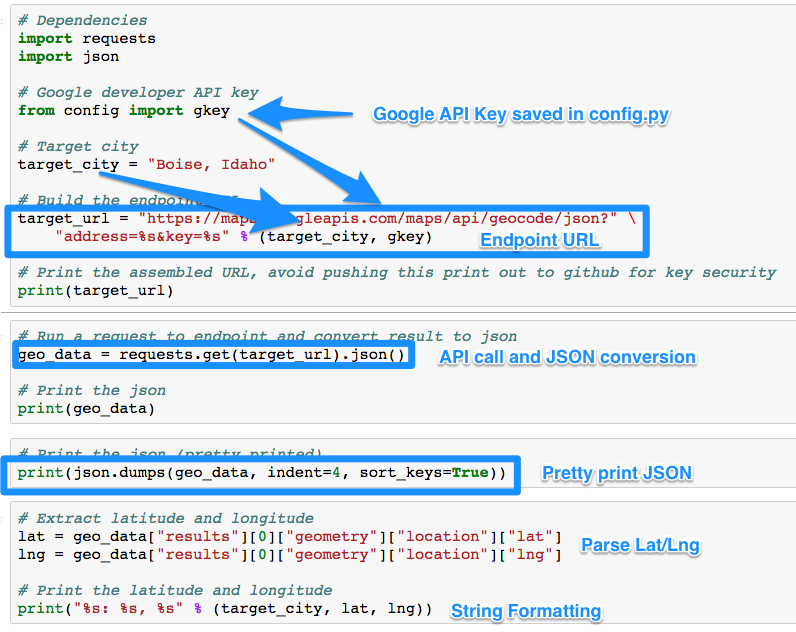 # Dependencies
import requests
import json
# Google developer API key
from config import gkey
Google API Key saved in config.py
# Target city
target_city = "Boise, Idaho"
# Build the endpoint
target_url = "https://maps gleapis.com/maps/api/geocode/json?" \
"address=%s&key=%s" % (target_city, gkey)
Endpoint URL
# Print the assembled URL, avoid pushing this print out to github for key security
print(target_url)
# Run a request to endpoint and convert result to json
geo_data = requests.get(target_url).json()
API call and JSON conversion
# Print the json
print(geo_data)
# Print the json (pretty printed)
print(json.dumps(geo_data, indent=4, sort_keys=True))
Pretty print JSON
# Extract latitude and longitude
lat = geo_data["results"][0]["geometry"]["location"]["lat"]
lng = geo_data["results"][0]["geometry"]["location"]["lng"]
Parse Lat/Lng
# Print the latitude and longitude
print("%s: %s, %s" % (target_city, lat, lng))
String Formatting